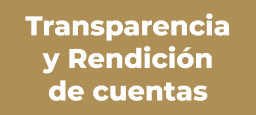 Transparencia
y Rendición
de cuentas